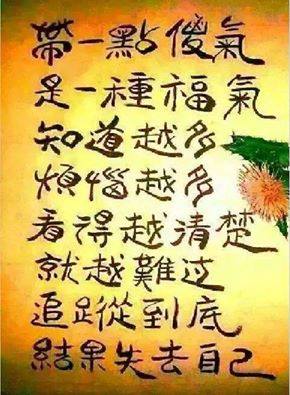 帶一點傻氣
是一種福氣
知道越多
煩惱越多
看得越清楚
就越難过
追蹤到底
結果失去自己